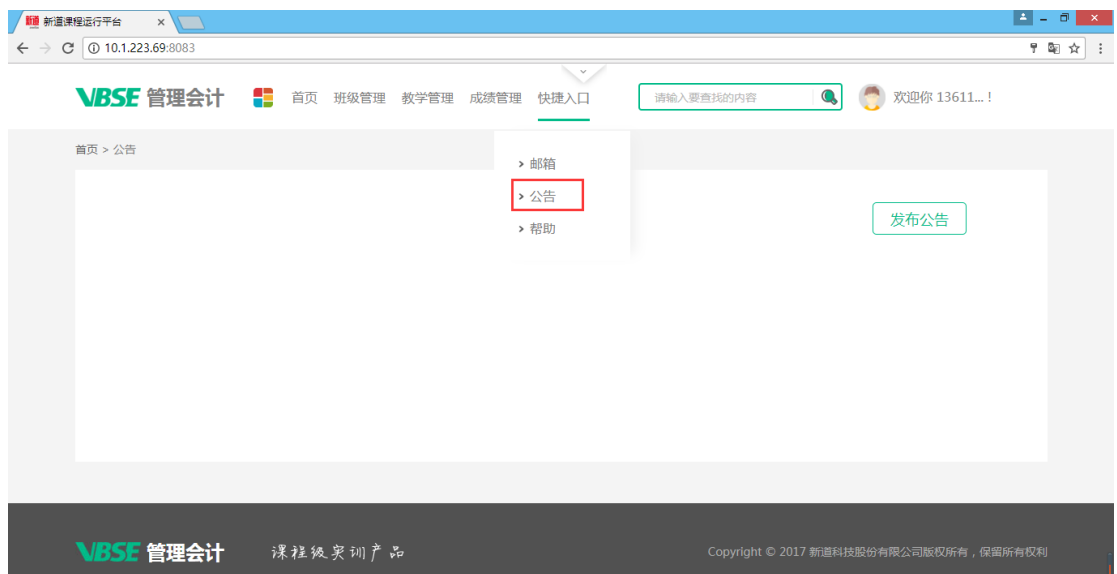 新道课程运行平台
10.1.223.69:8083
VBSE 管理会计 首页 班级管理 教学管理 成绩管理 快捷入口 请输入要查找的内容 欢迎你 13611... !
首页 > 公告
> 邮箱
> 公告
> 帮助
发布公告
VBSE 管理会计 课程级实训产品 Copyright © 2017 新道科技股份有限公司版权所有，保留所有权利